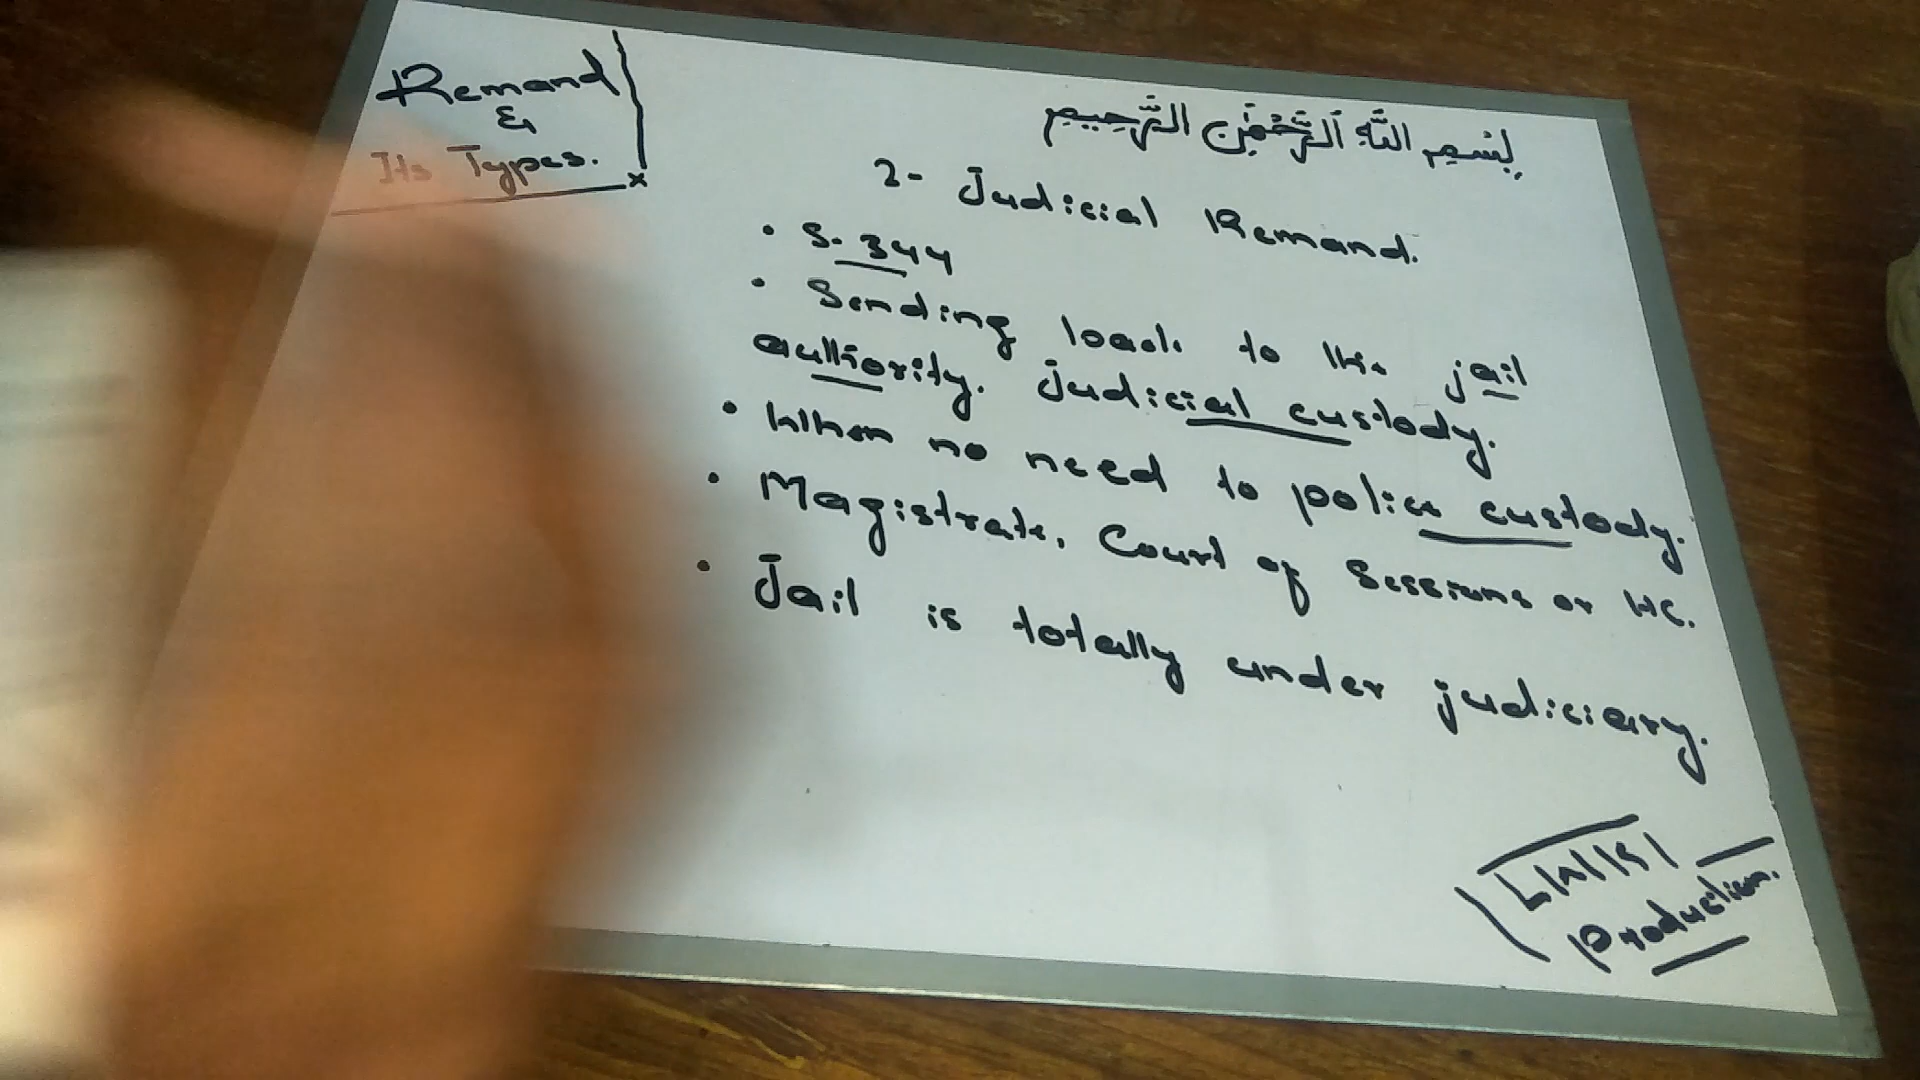 Remand
&
Its Types.
بِسْمِ اللَّهِ الرَّحْمَٰنِ الرَّحِيمِ
2- Judicial Remand.
• S. 344
• Sending back to the jail
authority. Judicial custody.
• When no need to police custody.
• Magistrate, Court of Sessions or HC.
• Jail is totally under judiciary.
Production.